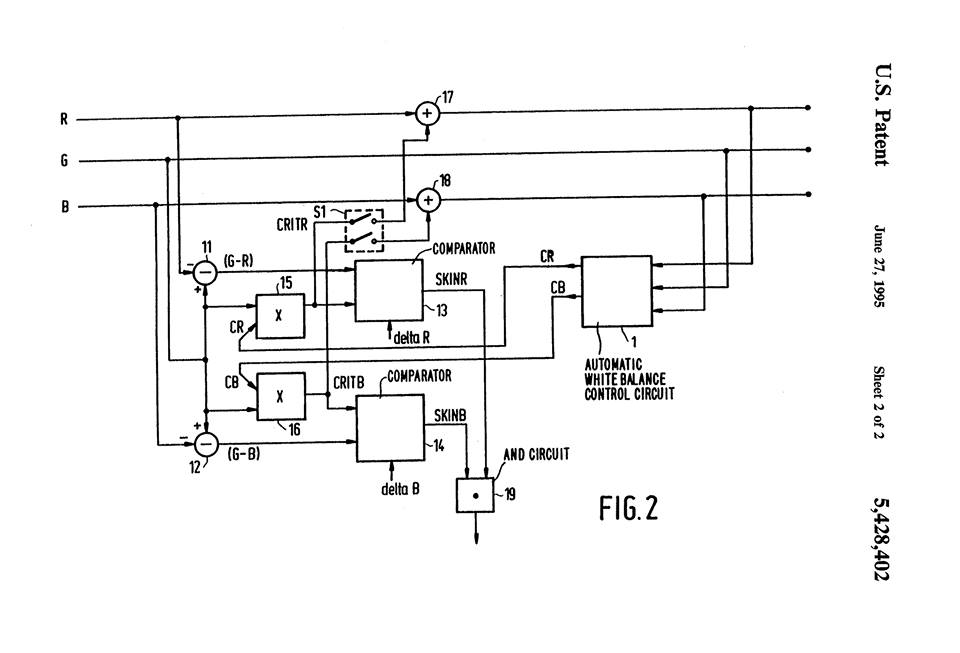 R
G
B
17
+
18
+
S1
CRITR
11
−
−
+
(G-R)
COMPARATOR
13
SKINR
delta R
15
X
CR
CB
X
16
CRITB
COMPARATOR
14
SKINB
delta B
+
−
−
12
(G-B)
AND CIRCUIT
19
CR
CB
1
AUTOMATIC
WHITE BALANCE
CONTROL CIRCUIT
FIG. 2
U.S. Patent
June 27, 1995
Sheet 2 of 2
5,428,402